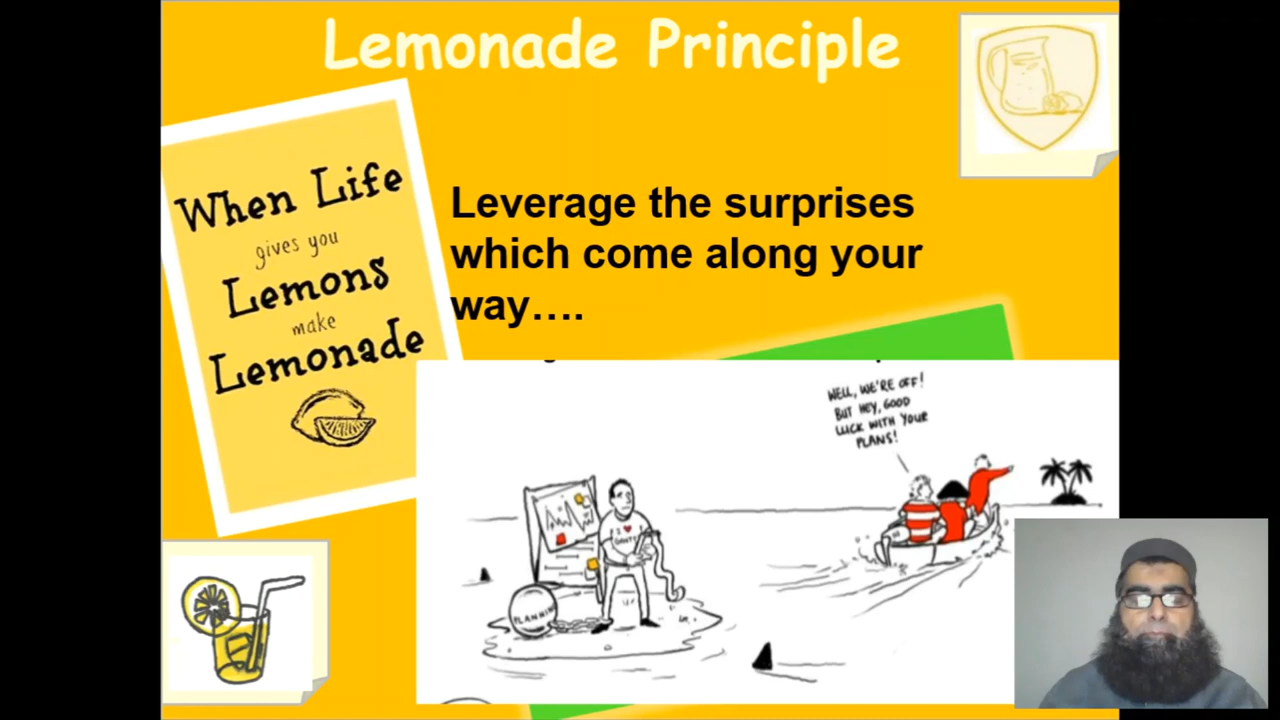 Lemonade Principle
When Life
gives you
Lemons
make
Lemonade
Leverage the surprises
which come along your
way….
WELL, WE'RE OFF!
BUT HEY, GOOD
LUCK WITH YOUR
PLANS!
I ♥
GANTT
PLANNING